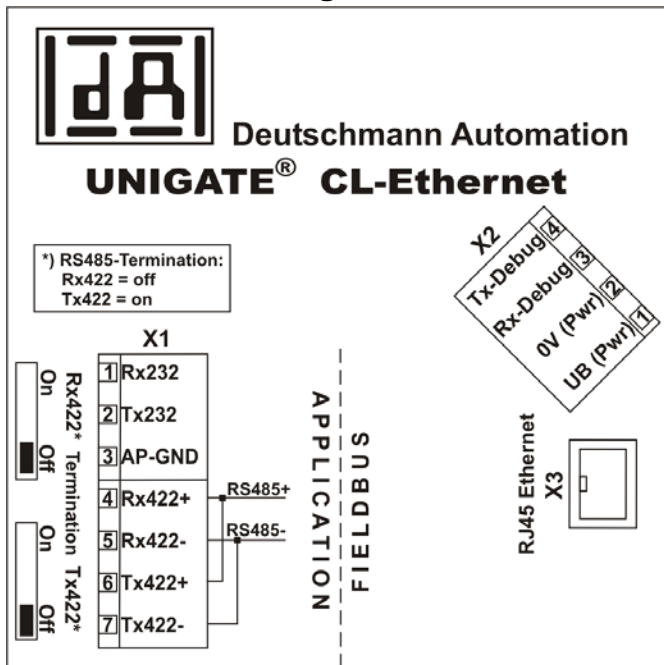 dA
Deutschmann Automation
UNIGATE® CL-Ethernet
*) RS485-Termination:
Rx422 = off
Tx422 = on
X1
1 Rx232
2 Tx232
3 AP-GND
4 Rx422+
5 Rx422-
6 Tx422+
7 Tx422-
RS485+
RS485-
On
Off
On
Off
Rx422* Termination Tx422*
APPLICATION
FIELDBUS
X2
Tx-Debug 4
Rx-Debug 3
0V (Pwr) 2
UB (Pwr) 1
RJ45 Ethernet
X3